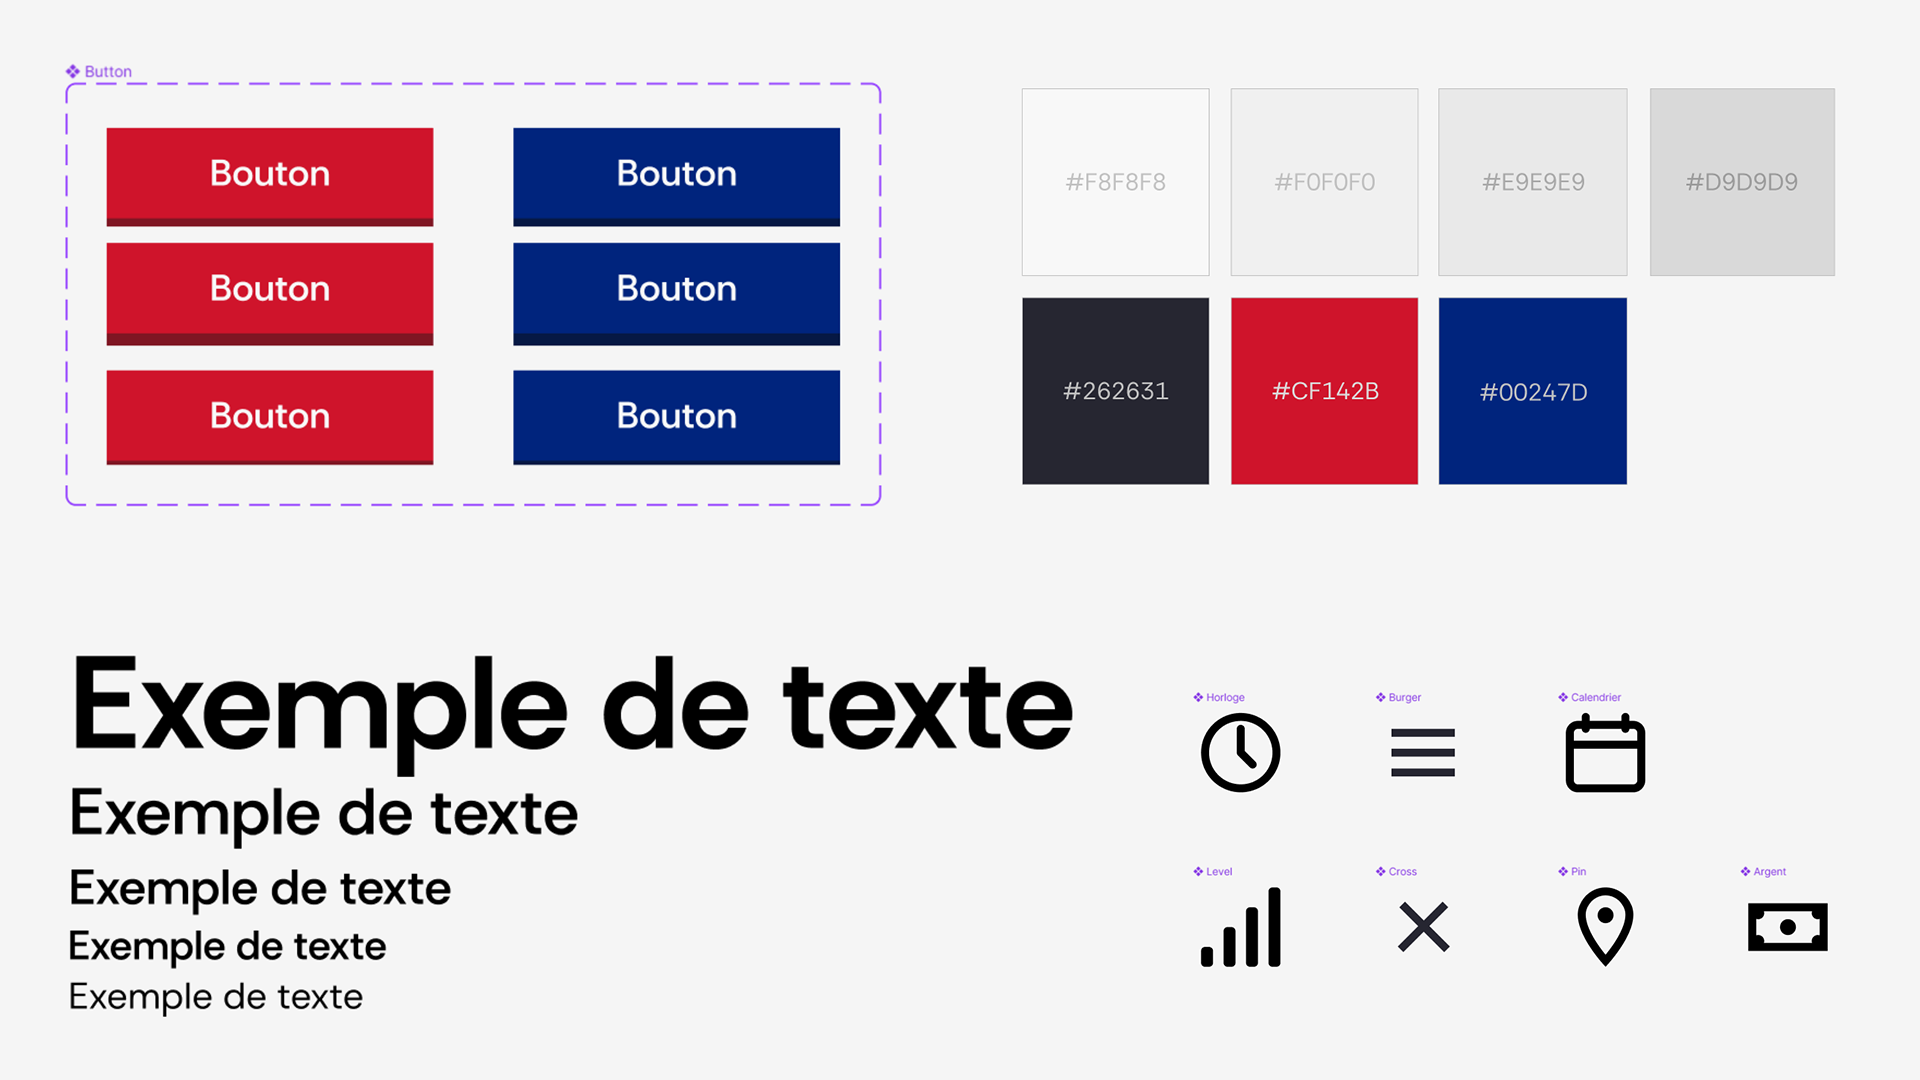 Button
Bouton
Bouton
Bouton
Bouton
Bouton
Bouton
#F8F8F8
#F0F0F0
#E9E9E9
#D9D9D9
#262631
#CF142B
#00247D
Exemple de texte
Exemple de texte
Exemple de texte
Exemple de texte
Exemple de texte
Horloge
Burger
Calendrier
Level
Cross
Pin
Argent